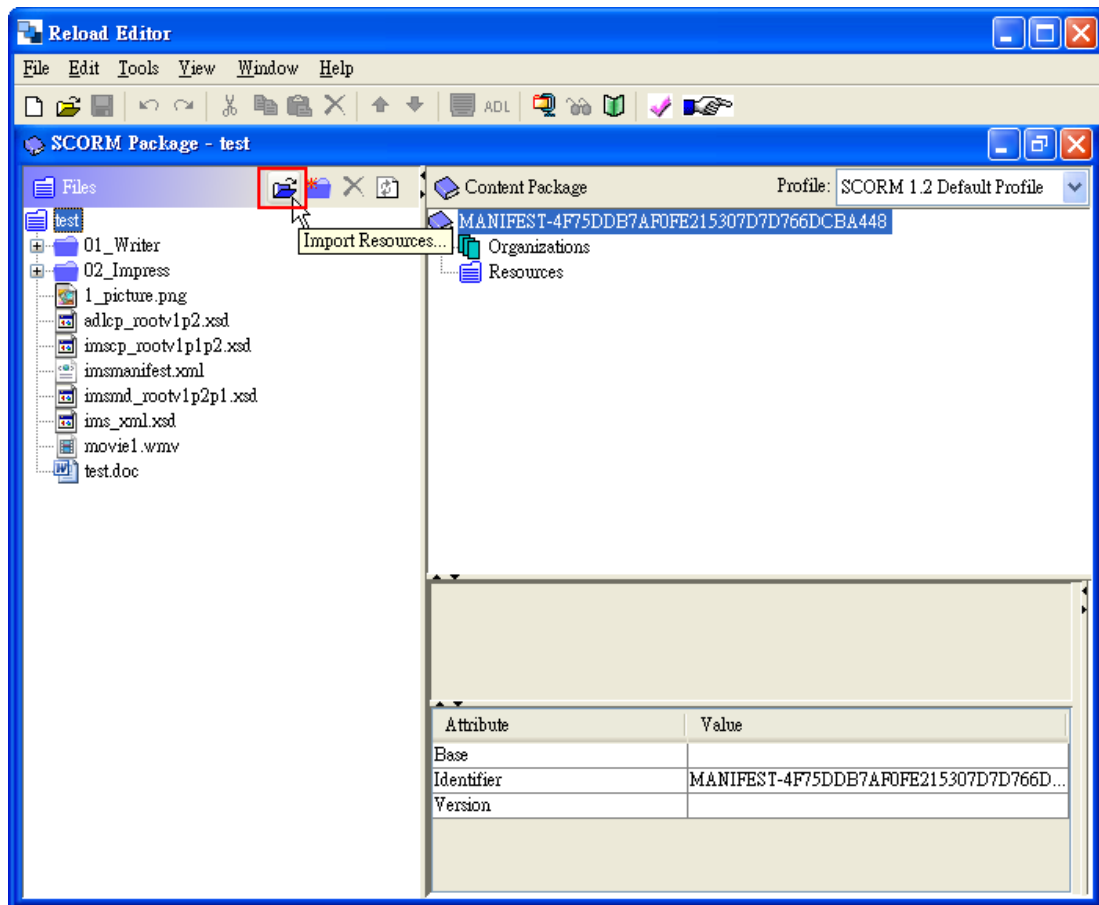 Reload Editor
File Edit Tools View Window Help
ADL
SCORM Package - test
Files
Content Package Profile: SCORM 1.2 Default Profile
test
MANIFEST-4F75DDB7AF0FE215307D7D766DCBA448
01_Writer
Import Resources...
Organizations
02_Impress
Resources
1_picture.png
adlcp_rootv1p2.xsd
imscp_rootv1p1p2.xsd
imsmanifest.xml
imsmd_rootv1p2p1.xsd
ims_xml.xsd
movie1.wmv
test.doc
Attribute Value
Base
Identifier MANIFEST-4F75DDB7AF0FE215307D7D766D...
Version